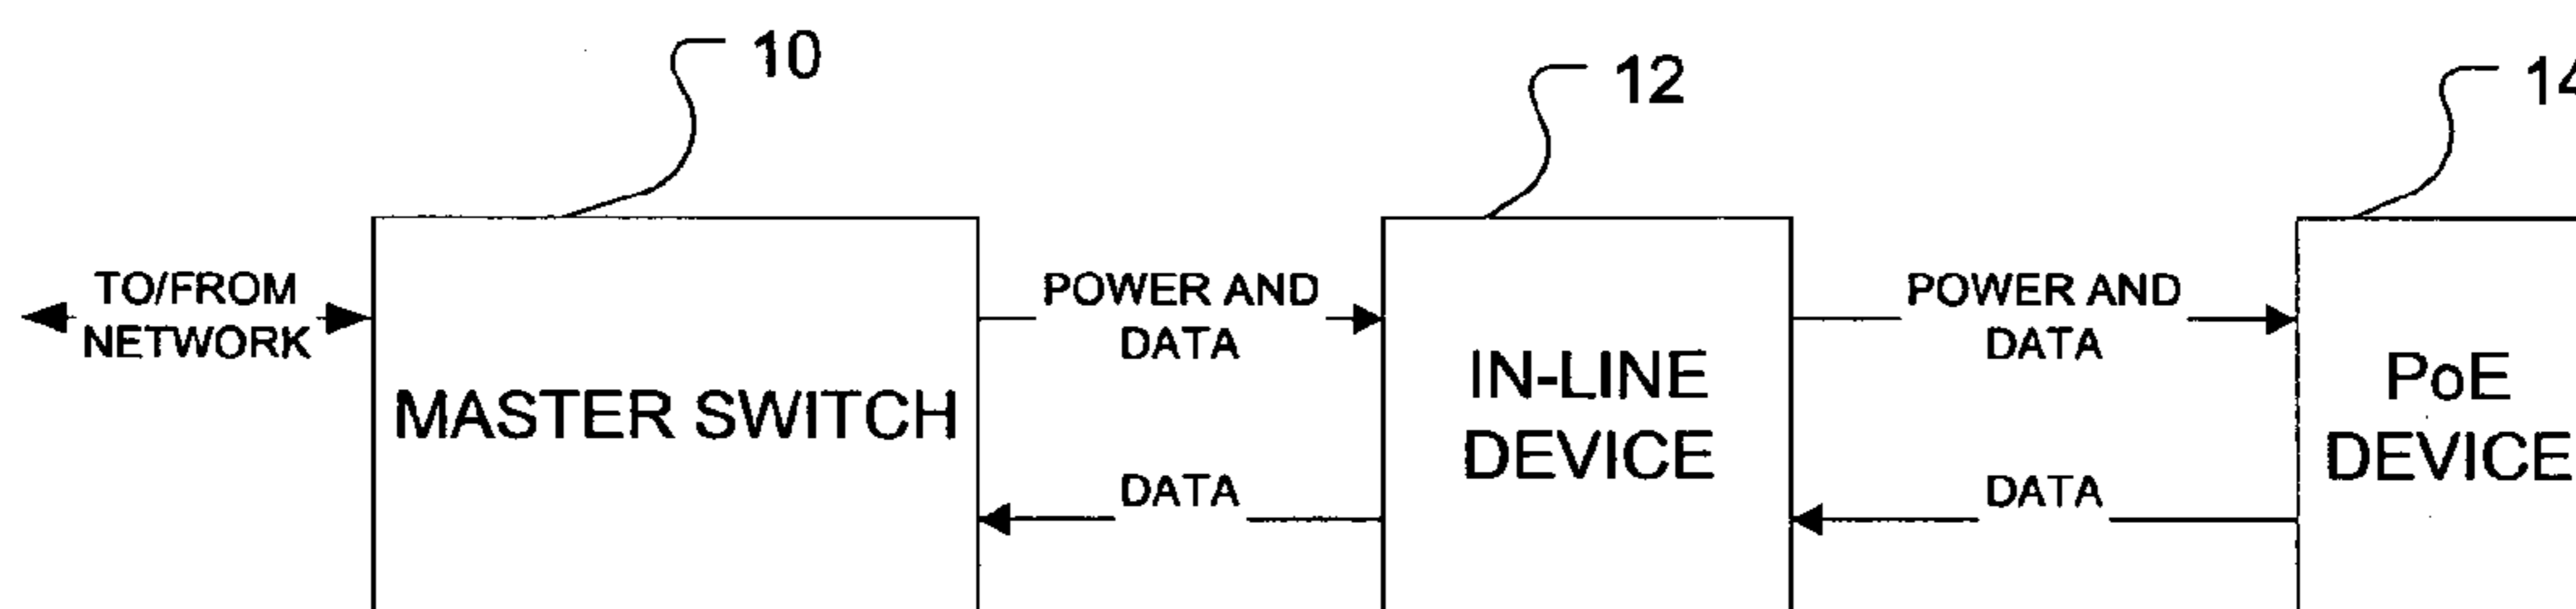 10
12
14
TO/FROM
NETWORK
MASTER SWITCH
POWER AND
DATA
DATA
IN-LINE
DEVICE
POWER AND
DATA
DATA
PoE
DEVICE